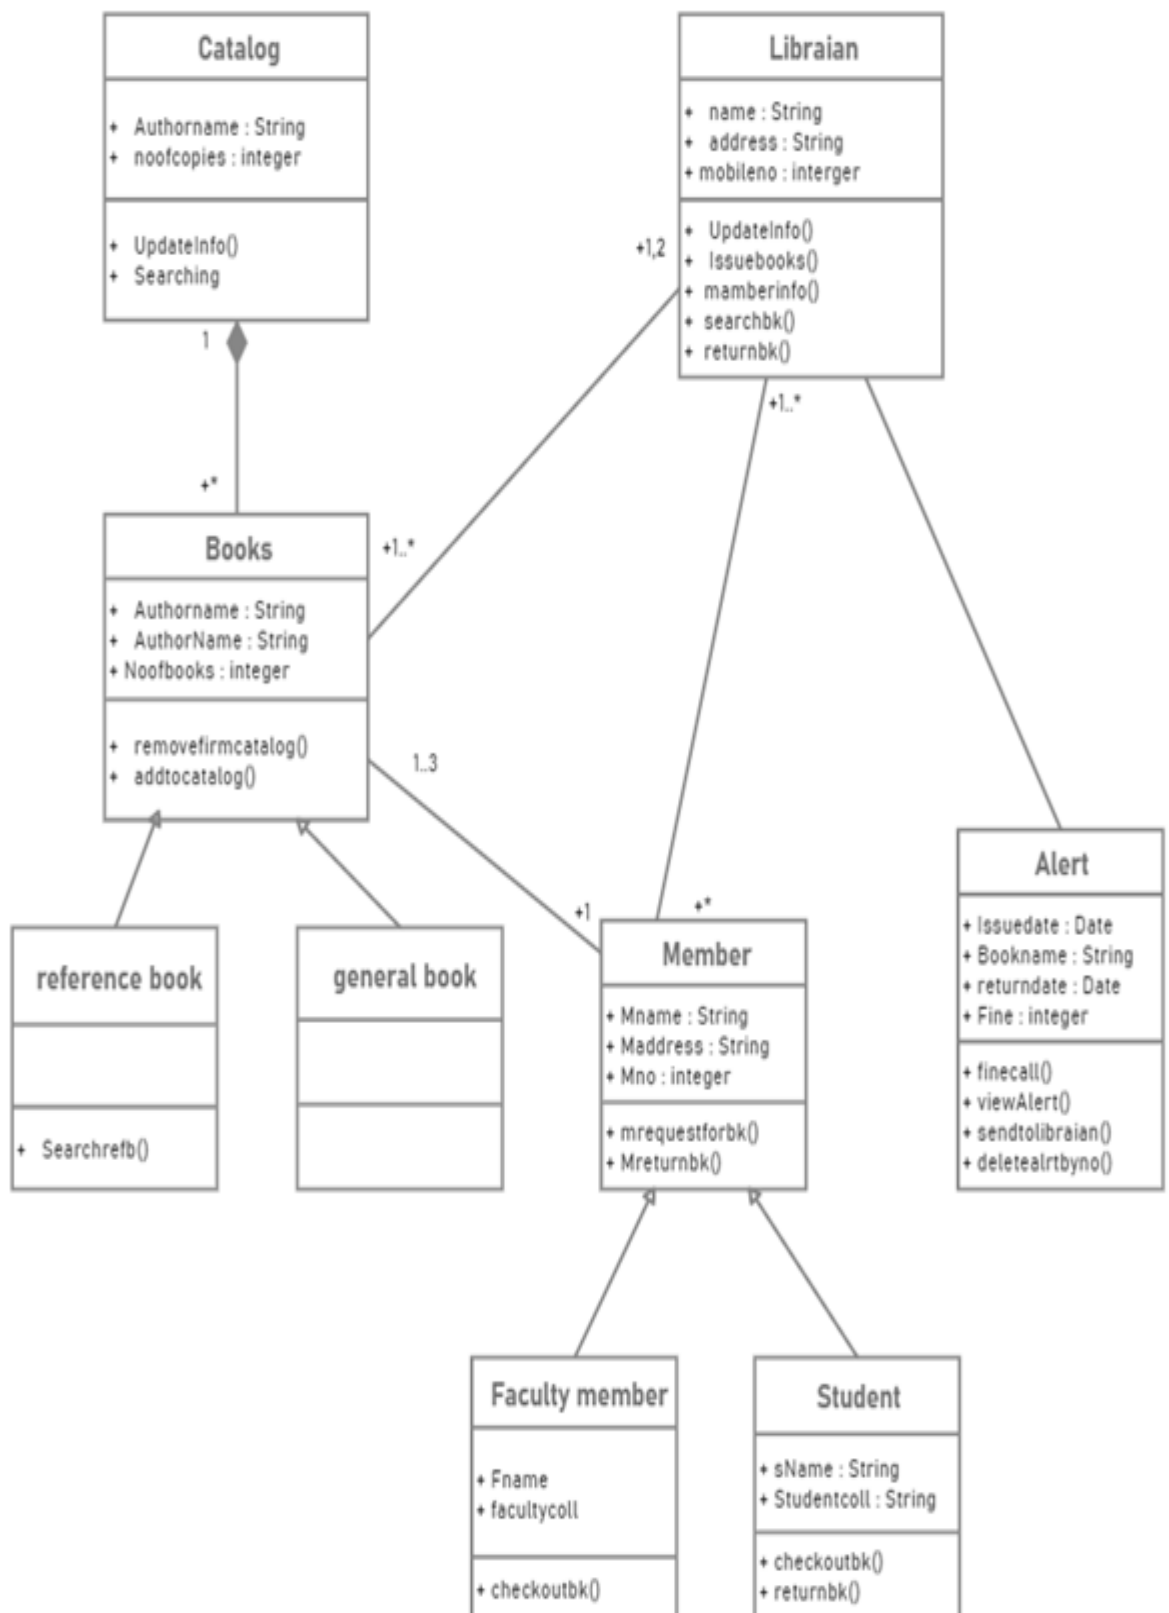 Catalog
+ Authorname : String
+ noofcopies : integer
+ UpdateInfo()
+ Searching
1
+*
Libraian
+ name : String
+ address : String
+ mobileno : interger
+ UpdateInfo()
+ Issuebooks()
+ mamberinfo()
+ searchbk()
+ returnbk()
+1,2
+1..*
Books
+ Authorname : String
+ AuthorName : String
+ Noofbooks : integer
+ removefirmcatalog()
+ addtocatalog()
+1..*
1..3
+1
+*
reference book
+ Searchrefb()
general book
Member
+ Mname : String
+ Maddress : String
+ Mno : integer
+ mrequestforbk()
+ Mreturnbk()
Alert
+ Issuedate : Date
+ Bookname : String
+ returndate : Date
+ Fine : integer
+ finecall()
+ viewAlert()
+ sendtolibraian()
+ deletealrtbyno()
Faculty member
+ Fname
+ facultycoll
+ checkoutbk()
Student
+ sName : String
+ Studentcoll : String
+ checkoutbk()
+ returnbk()